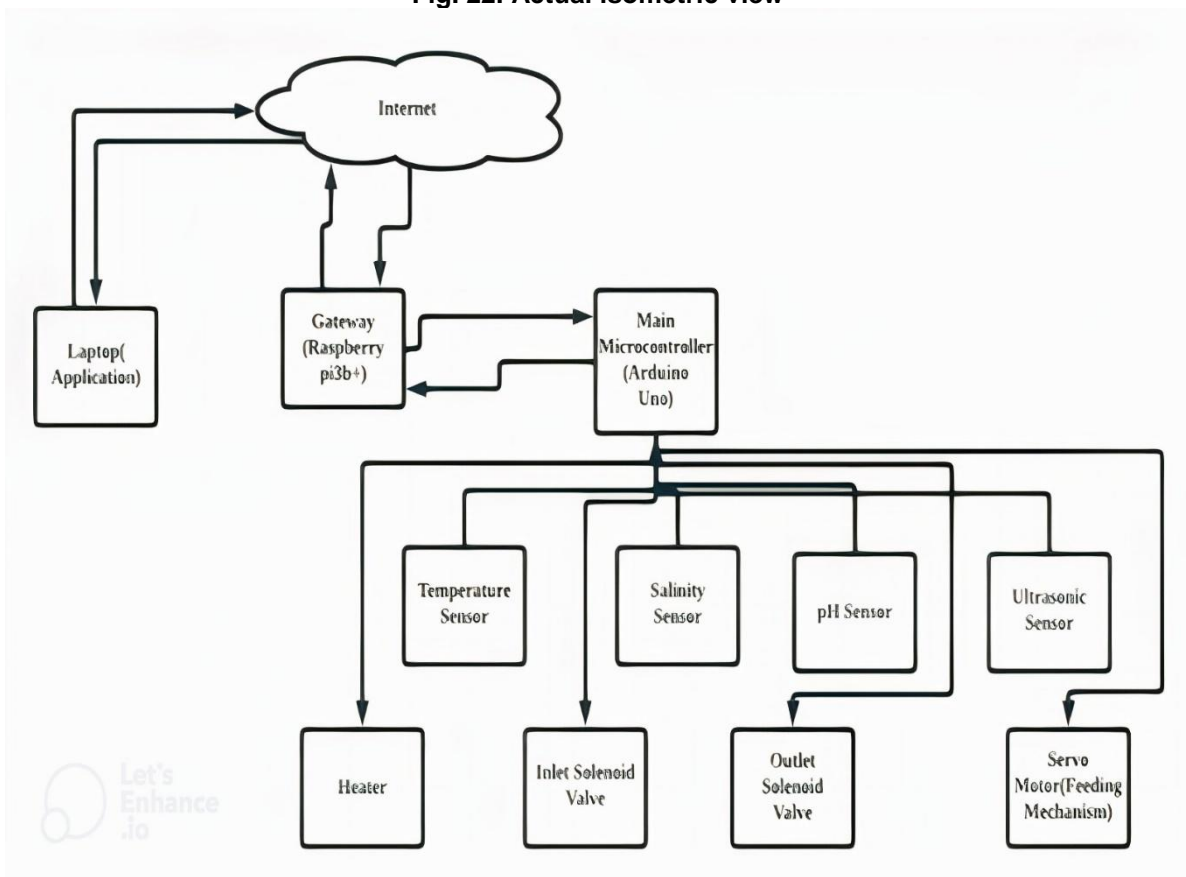 Fig. 22. Actual isometric view
Internet
Laptop(
Application)
Gateway
(Raspberry
pi3b+)
Main
Microcontroller
(Arduino
Uno)
Temperature
Sensor
Salinity
Sensor
pH Sensor
Ultrasonic
Sensor
Heater
Inlet Solenoid
Valve
Outlet
Solenoid
Valve
Servo
Motor(Feeding
Mechanism)
Let's
Enhance
.io